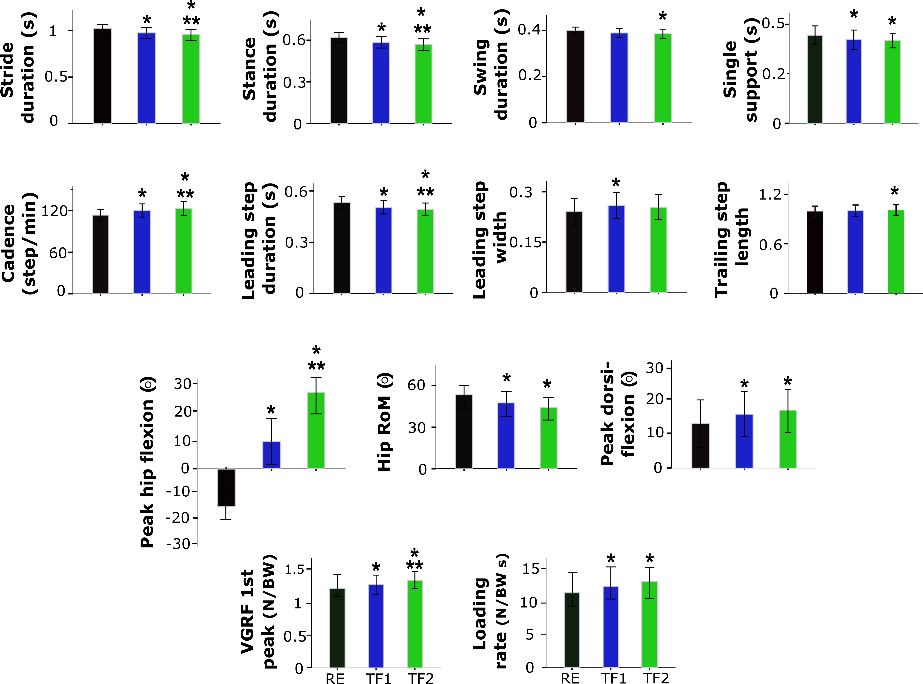 Stride
duration (s)
1
0.5
0
*
*
**
Stance
duration (s)
0.6
0.3
0
*
*
**
Swing
duration (s)
0.4
0.2
0
*
Single
support (s)
0.5
0.2
0
*
*
Cadence
(step/min)
120
60
0
*
*
**
Leading step
duration (s)
0.6
0.3
0
*
*
**
Leading step
width
0.3
0.15
0
*
Trailing step
length
1.2
0.6
0
*
Peak hip flexion (o)
30
20
10
0
-10
-20
-30
*
*
**
Hip RoM (o)
60
30
0
*
*
Peak dorsi-
flexion (o)
30
20
10
0
*
*
VGRF 1st
peak (N/BW)
1.5
1
0.5
0
*
*
**
RE TF1 TF2
Loading
rate (N/BW s)
15
10
5
0
*
*
RE TF1 TF2